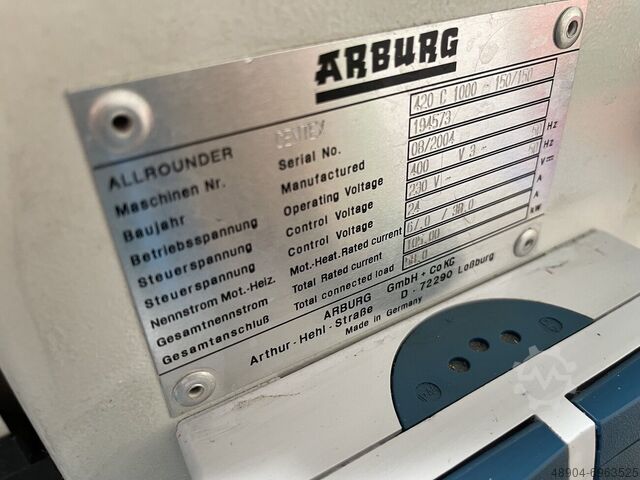 ARBURG
ALLROUNDER CENTEX 420 C 1000 - 150/150
Maschinen Nr. Serial No. 194573
Baujahr Manufactured 08/2004
Betriebsspannung Operating Voltage 400 V 3~ 50 Hz
Steuerspannung Control Voltage 230 V~ 50 Hz
Steuerspannung Control Voltage 24 V
Nennstrom Mot.-Heiz. Mot.-Heat.Rated current 67.0 / 38.0 A
Gesamtnennstrom Total Rated current 105.00 A
Gesamtanschluß Total connected load 58.0 kW
ARBURG GmbH + Co KG
Arthur - Hehl - Straße D - 72290 Loßburg
Made in Germany
48904-6963525